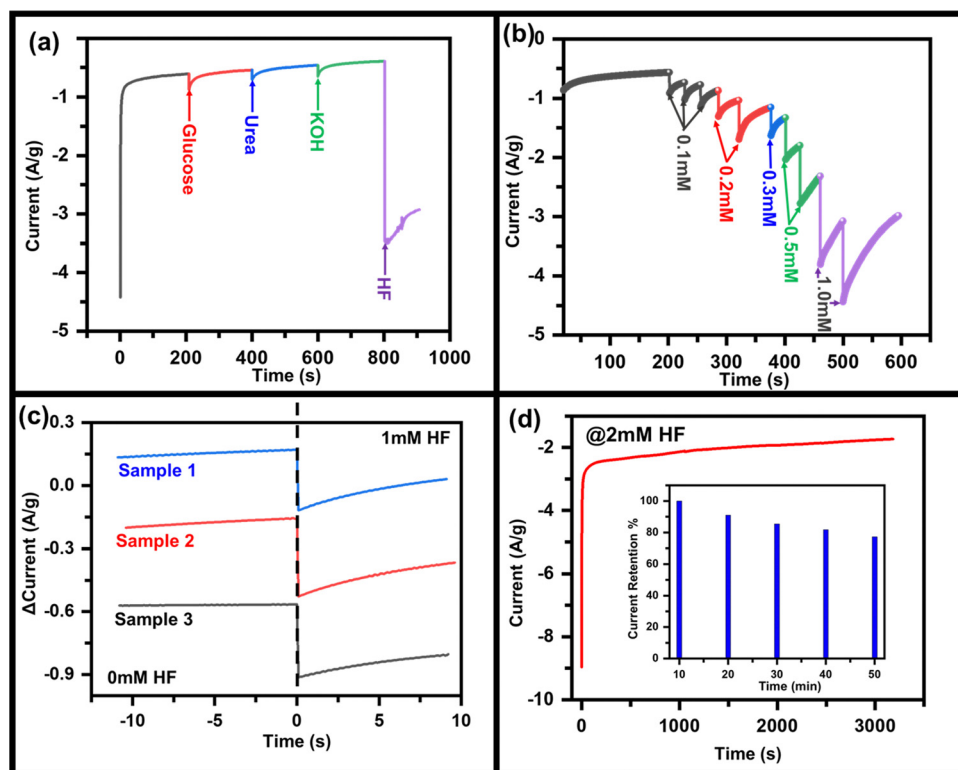 (a)
Current (A/g)
-1
-2
-3
-4
-5
Glucose
Urea
KOH
HF
0 200 400 600 800 1000
Time (s)
(b)
Current (A/g)
0
-1
-2
-3
-4
-5
0.1mM
0.2mM
0.3mM
0.5mM
1.0mM
100 200 300 400 500 600
Time (s)
(c)
ΔCurrent (A/g)
0.3
0.0
-0.3
-0.6
-0.9
1mM HF
Sample 1
Sample 2
Sample 3
0mM HF
-10 -5 0 5 10
Time (s)
(d)
@2mM HF
Current (A/g)
-2
-4
-6
-8
-10
Current Retention %
100
80
60
40
20
0
10 20 30 40 50
Time (min)
0 1000 2000 3000
Time (s)